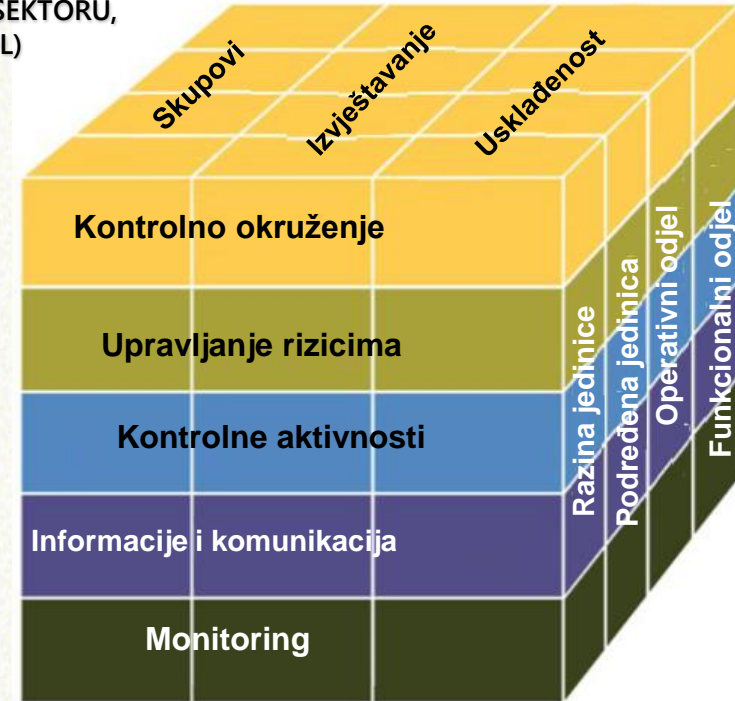 SEKTORU,
L)
Skupovi
Izvještavanje
Usklađenost
Kontrolno okruženje
Upravljanje rizicima
Kontrolne aktivnosti
Informacije i komunikacija
Monitoring
Razina jedinice
Podređena jedinica
Operativni odjel
Funkcionalni odjel